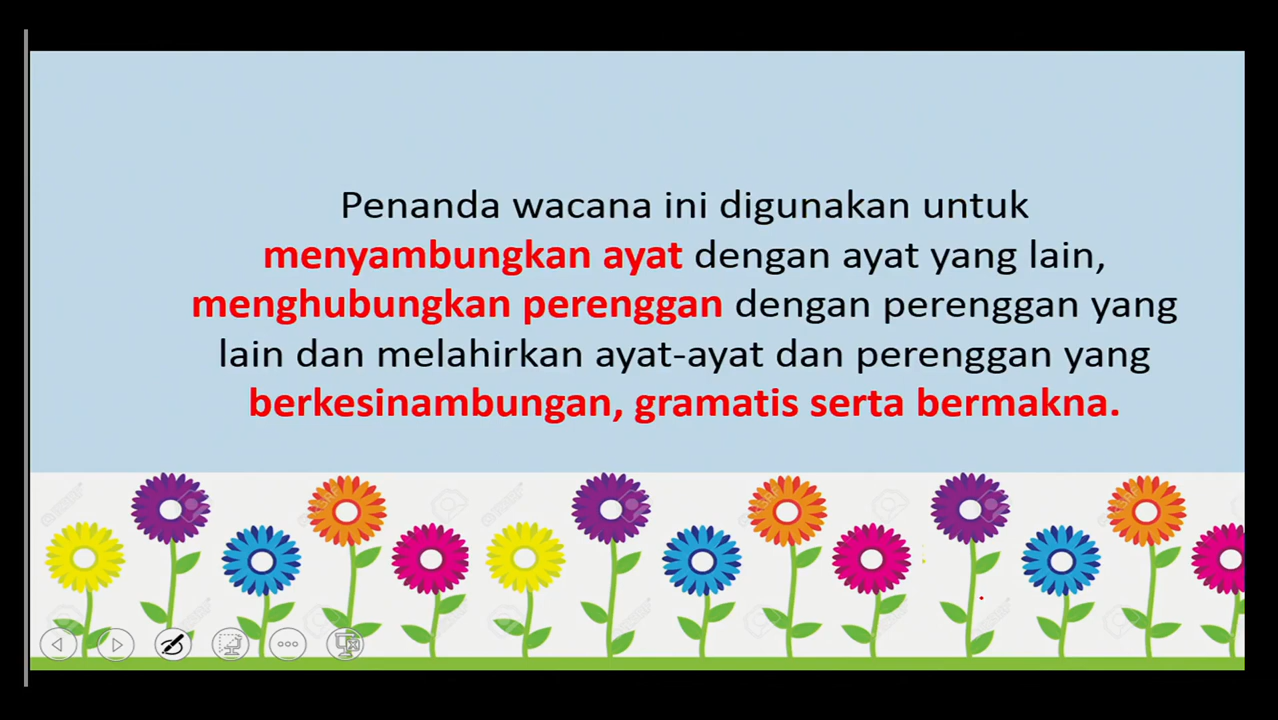 Penanda wacana ini digunakan untuk
menyambungkan ayat dengan ayat yang lain,
menghubungkan perenggan dengan perenggan yang
lain dan melahirkan ayat-ayat dan perenggan yang
berkesinambungan, gramatis serta bermakna.